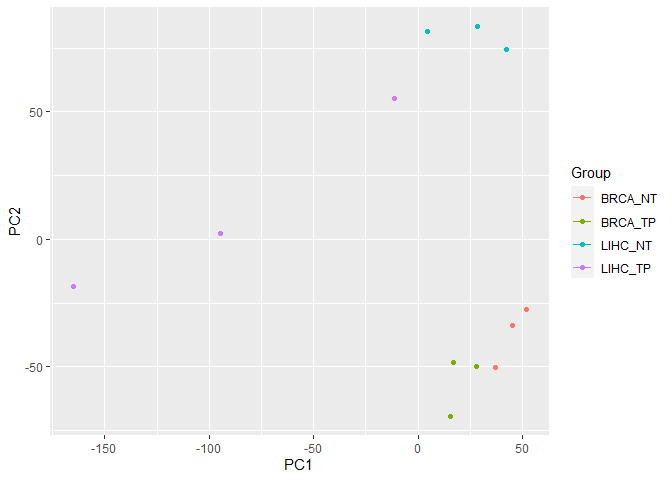 50
0
-50
PC2
-150
-100
-50
0
50
PC1
Group
BRCA_NT
BRCA_TP
LIHC_NT
LIHC_TP